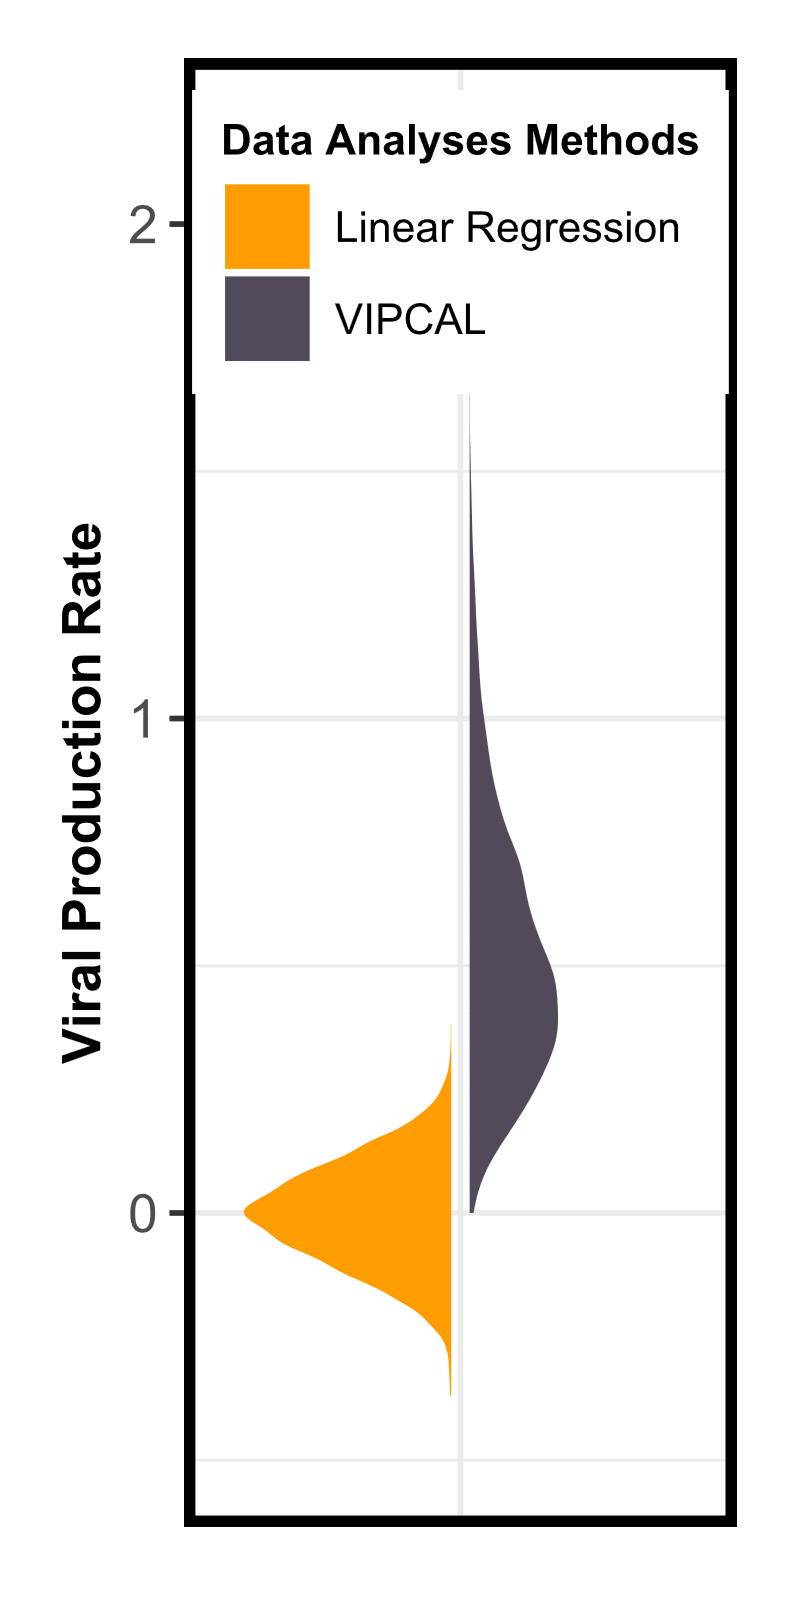 Data Analyses Methods
Linear Regression
VIPCAL
Viral Production Rate
2
1
0